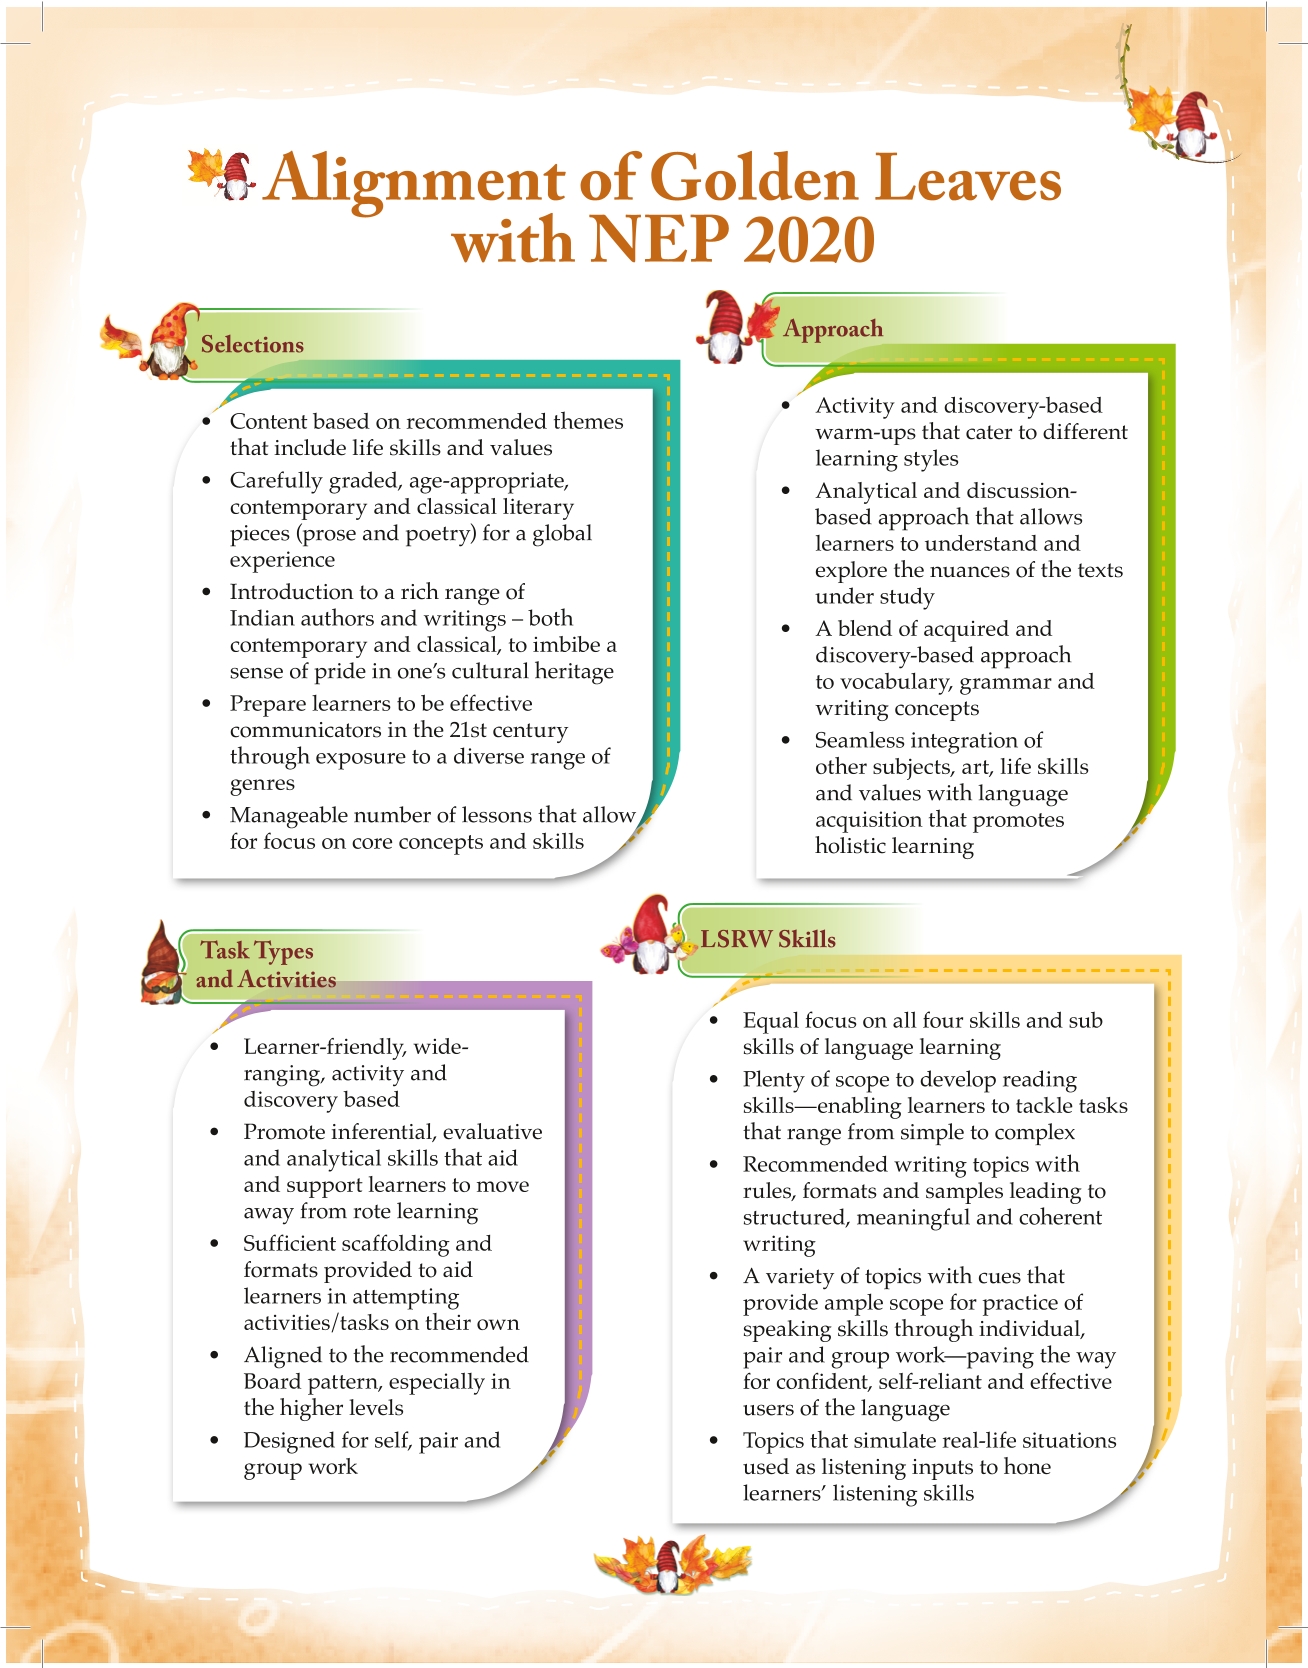 Alignment of Golden Leaves
with NEP 2020
Selections
• Content based on recommended themes
that include life skills and values
• Carefully graded, age-appropriate,
contemporary and classical literary
pieces (prose and poetry) for a global
experience
• Introduction to a rich range of
Indian authors and writings – both
contemporary and classical, to imbibe a
sense of pride in one’s cultural heritage
• Prepare learners to be effective
communicators in the 21st century
through exposure to a diverse range of
genres
• Manageable number of lessons that allow
for focus on core concepts and skills
Approach
• Activity and discovery-based
warm-ups that cater to different
learning styles
• Analytical and discussion-
based approach that allows
learners to understand and
explore the nuances of the texts
under study
• A blend of acquired and
discovery-based approach
to vocabulary, grammar and
writing concepts
• Seamless integration of
other subjects, art, life skills
and values with language
acquisition that promotes
holistic learning
Task Types
and Activities
• Learner-friendly, wide-
ranging, activity and
discovery based
• Promote inferential, evaluative
and analytical skills that aid
and support learners to move
away from rote learning
• Sufficient scaffolding and
formats provided to aid
learners in attempting
activities/tasks on their own
• Aligned to the recommended
Board pattern, especially in
the higher levels
• Designed for self, pair and
group work
LSRW Skills
• Equal focus on all four skills and sub
skills of language learning
• Plenty of scope to develop reading
skills—enabling learners to tackle tasks
that range from simple to complex
• Recommended writing topics with
rules, formats and samples leading to
structured, meaningful and coherent
writing
• A variety of topics with cues that
provide ample scope for practice of
speaking skills through individual,
pair and group work—paving the way
for confident, self-reliant and effective
users of the language
• Topics that simulate real-life situations
used as listening inputs to hone
learners’ listening skills